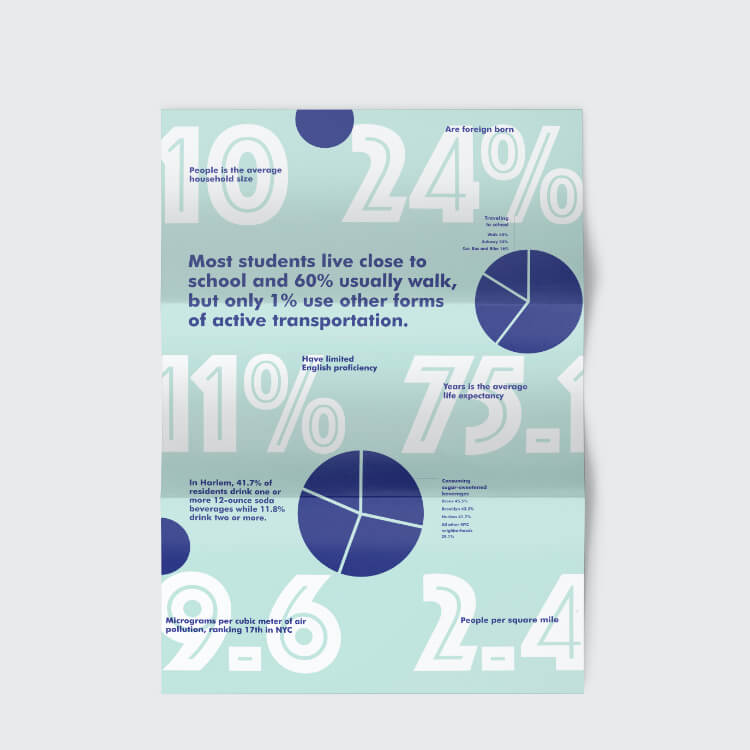 10
24%
Are foreign born
People is the average
household size
Traveling
to school
Walk 60%
Subway 24%
Car, Bus and Bike 16%
Most students live close to
school and 60% usually walk,
but only 1% use other forms
of active transportation.
11%
Have limited
English proficiency
75.1
Years is the average
life expectancy
In Harlem, 41.7% of
residents drink one or
more 12-ounce soda
beverages while 11.8%
drink two or more.
Consuming
sugar-sweetened
beverages
Bronx 45.5%
Brooklyn
Harlem 41.7%
All other NYC
neighborhoods
9.6
Micrograms per cubic meter of air
pollution, ranking 17th in NYC
2.4
People per square mile